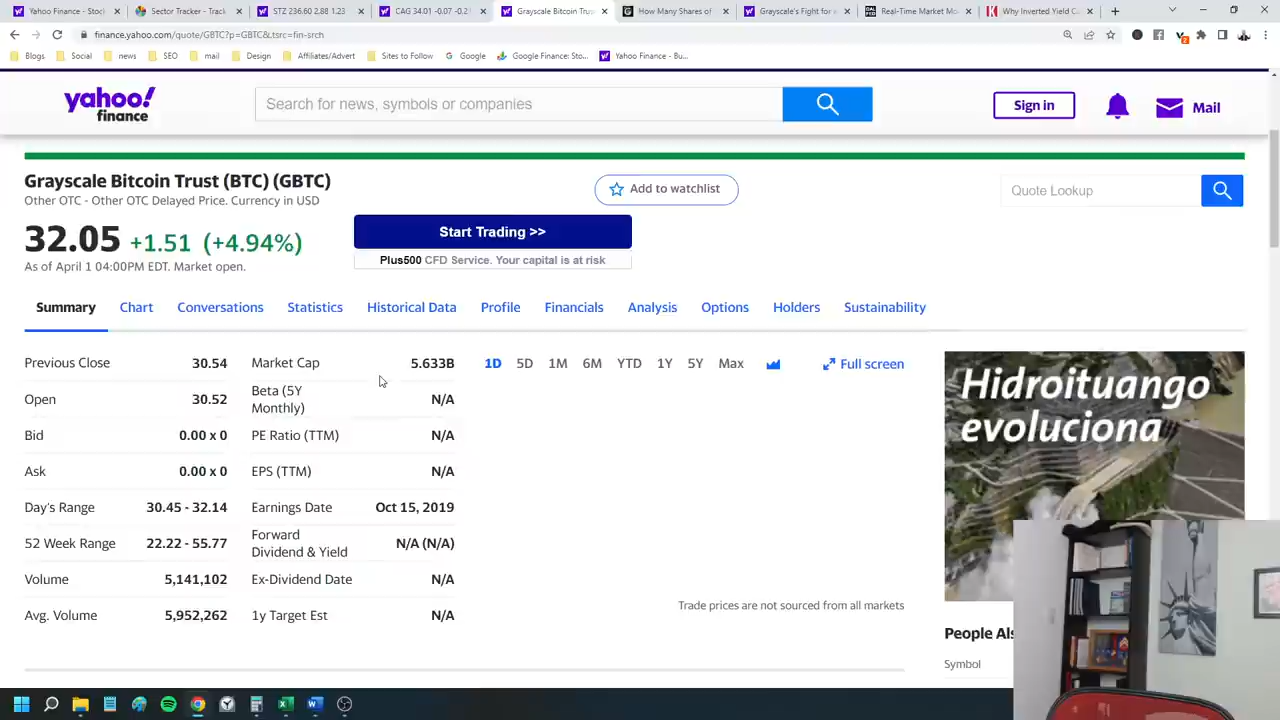 Sector Tracker - Track
STZ 236.60 2.88 1.23
CAG 34.01 -0.07 -0.2
Grayscale Bitcoin Trus
How Many Shares of
Grayscale's Fight for
Real-Time Market Mo
Why Inverted Yield C
finance.yahoo.com/quote/GBTC?p=GBTC&.tsrc=fin-srch
Blogs
Social
news
SEO
mail
Design
Affiliates/Advert
Sites to Follow
Google
Google Finance: Sto...
Yahoo Finance - Bu...
yahoo!
finance
Search for news, symbols or companies
Sign in
Mail
Grayscale Bitcoin Trust (BTC) (GBTC)
Other OTC - Other OTC Delayed Price. Currency in USD
Add to watchlist
Quote Lookup
32.05 +1.51 (+4.94%)
As of April 1 04:00PM EDT. Market open.
Start Trading >>
Plus500 CFD Service. Your capital is at risk
Summary Chart Conversations Statistics Historical Data Profile Financials Analysis Options Holders Sustainability
Previous Close 30.54
Open 30.52
Bid 0.00 x 0
Ask 0.00 x 0
Day's Range 30.45 - 32.14
52 Week Range 22.22 - 55.77
Volume 5,141,102
Avg. Volume 5,952,262
Market Cap 5.633B
Beta (5Y
Monthly) N/A
PE Ratio (TTM) N/A
EPS (TTM) N/A
Earnings Date Oct 15, 2019
Forward
Dividend & Yield N/A (N/A)
Ex-Dividend Date N/A
1y Target Est N/A
1D 5D 1M 6M YTD 1Y 5Y Max
Full screen
Trade prices are not sourced from all markets
Hidroituango
evoluciona
People Als
Symbol